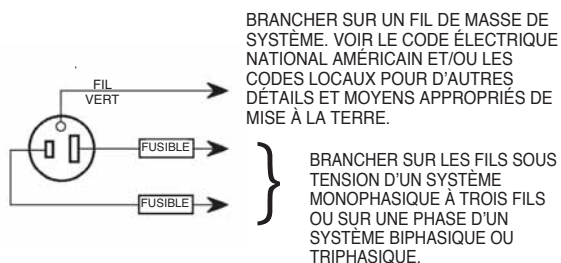 BRANCHER SUR UN FIL DE MASSE DE
SYSTÈME. VOIR LE CODE ÉLECTRIQUE
NATIONAL AMÉRICAIN ET/OU LES
CODES LOCAUX POUR D'AUTRES
DÉTAILS ET MOYENS APPROPRIÉS DE
MISE À LA TERRE.
FIL
VERT
FUSIBLE
FUSIBLE
BRANCHER SUR LES FILS SOUS
TENSION D'UN SYSTÈME
MONOPHASIQUE À TROIS FILS
OU SUR UNE PHASE D'UN
SYSTÈME BIPHASIQUE OU
TRIPHASIQUE.